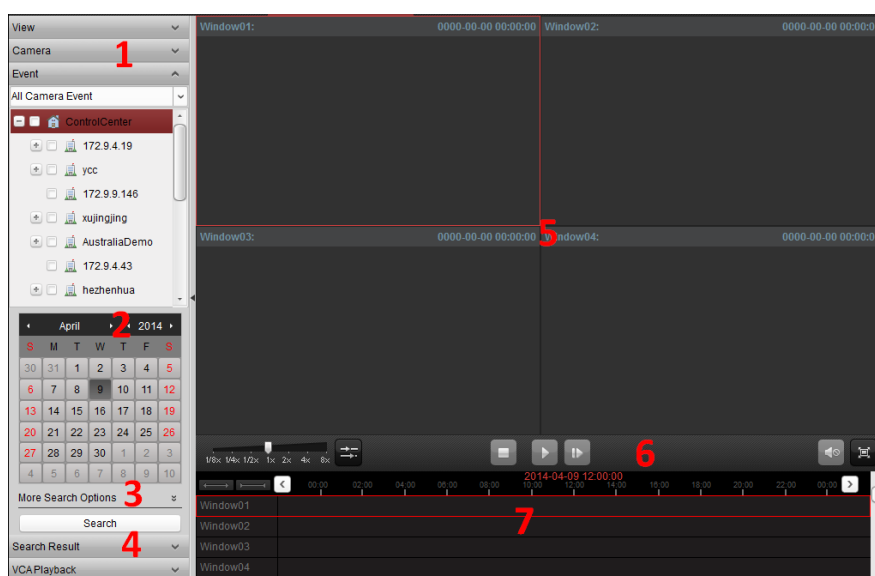 View
Camera
1
Event
All Camera Event
ControlCenter
172.9.4.19
ycc
172.9.9.146
xujingjing
AustraliaDemo
172.9.4.43
hezhenhua
April 2014
2
S M T W T F S
30 31 1 2 3 4 5
6 7 8 9 10 11 12
13 14 15 16 17 18 19
20 21 22 23 24 25 26
27 28 29 30 1 2 3
4 5 6 7 8 9 10
More Search Options
3
Search
Search Result
4
VCA Playback
Window01: 0000-00-00 00:00:00
Window02: 0000-00-00 00:00:0
Window03: 0000-00-00 00:00:00
5
Window04: 0000-00-00 00:00:0
1/8x 1/4x 1/2x 1x 2x 4x 8x
6
2014-04-09 12:00:00
00:00 02:00 04:00 06:00 08:00 10:00 12:00 14:00 16:00 18:00 20:00 22:00 00:00
Window01
7
Window02
Window03
Window04